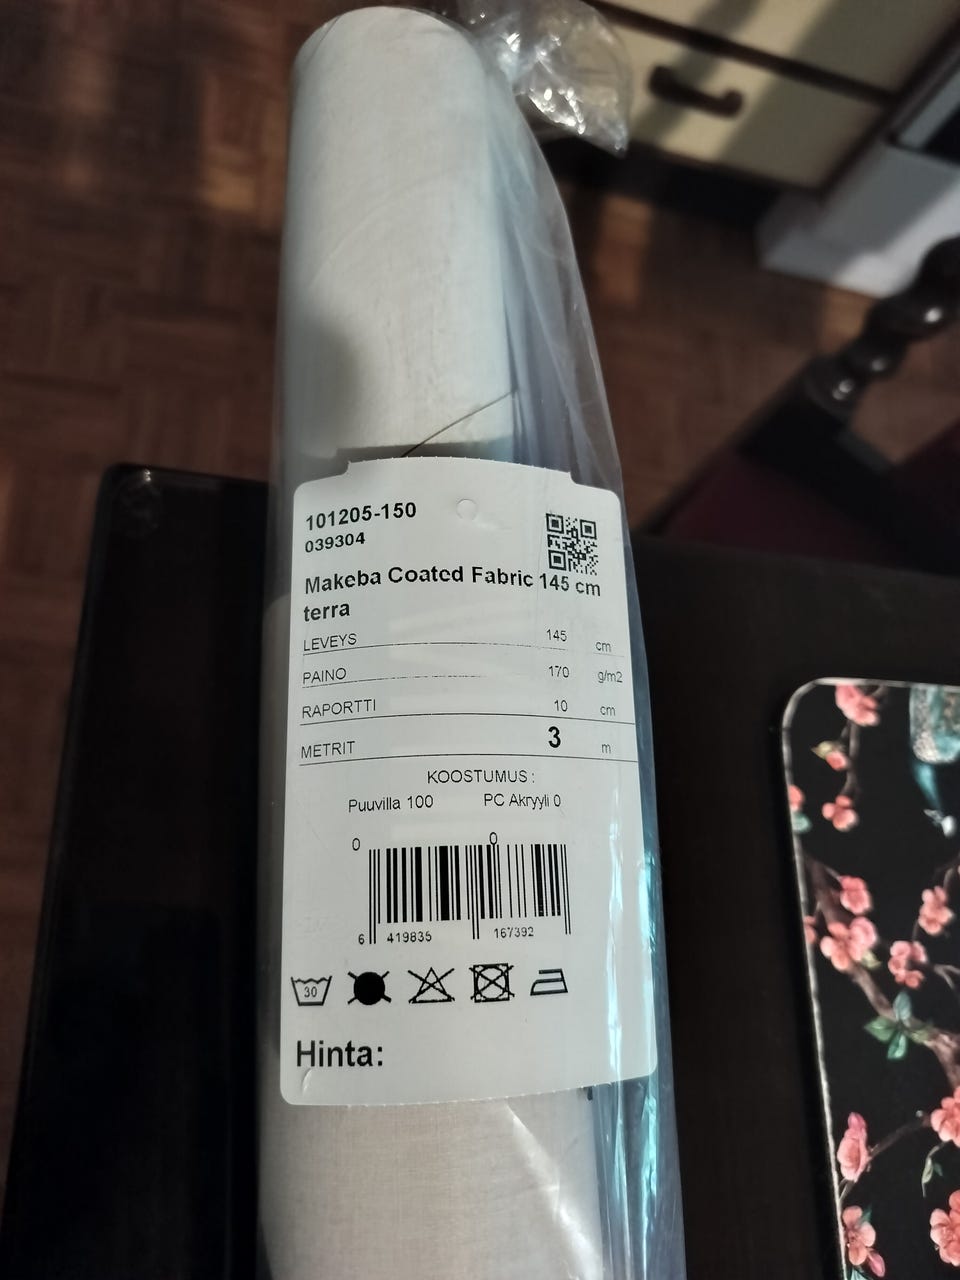 101205-150
039304
Makeba Coated Fabric 145 cm
terra
LEVEYS 145 cm
PAINO 170 g/m2
RAPORTTI 10 cm
METRIT 3 m
KOOSTUMUS :
Puuvilla 100 PC Akryyli 0
0 0
6 419835 167392
30
Hinta: